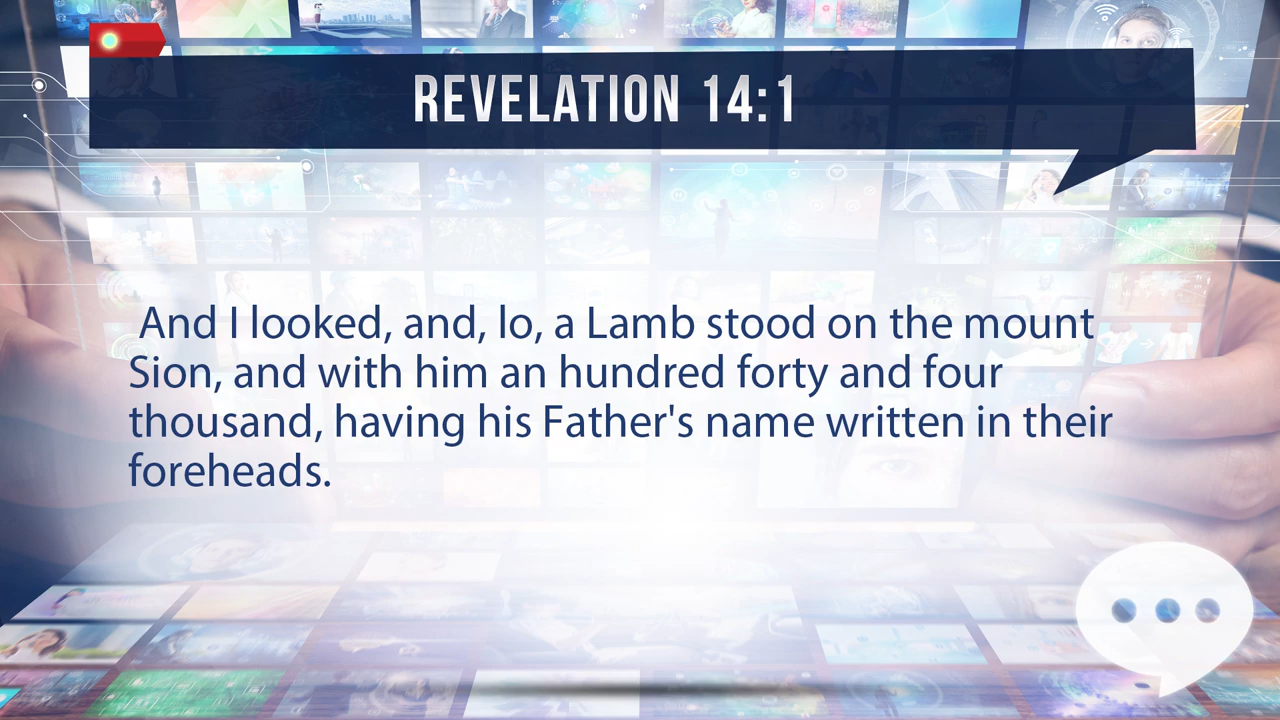 REVELATION 14:1
And I looked, and, lo, a Lamb stood on the mount
Sion, and with him an hundred forty and four
thousand, having his Father's name written in their
foreheads.